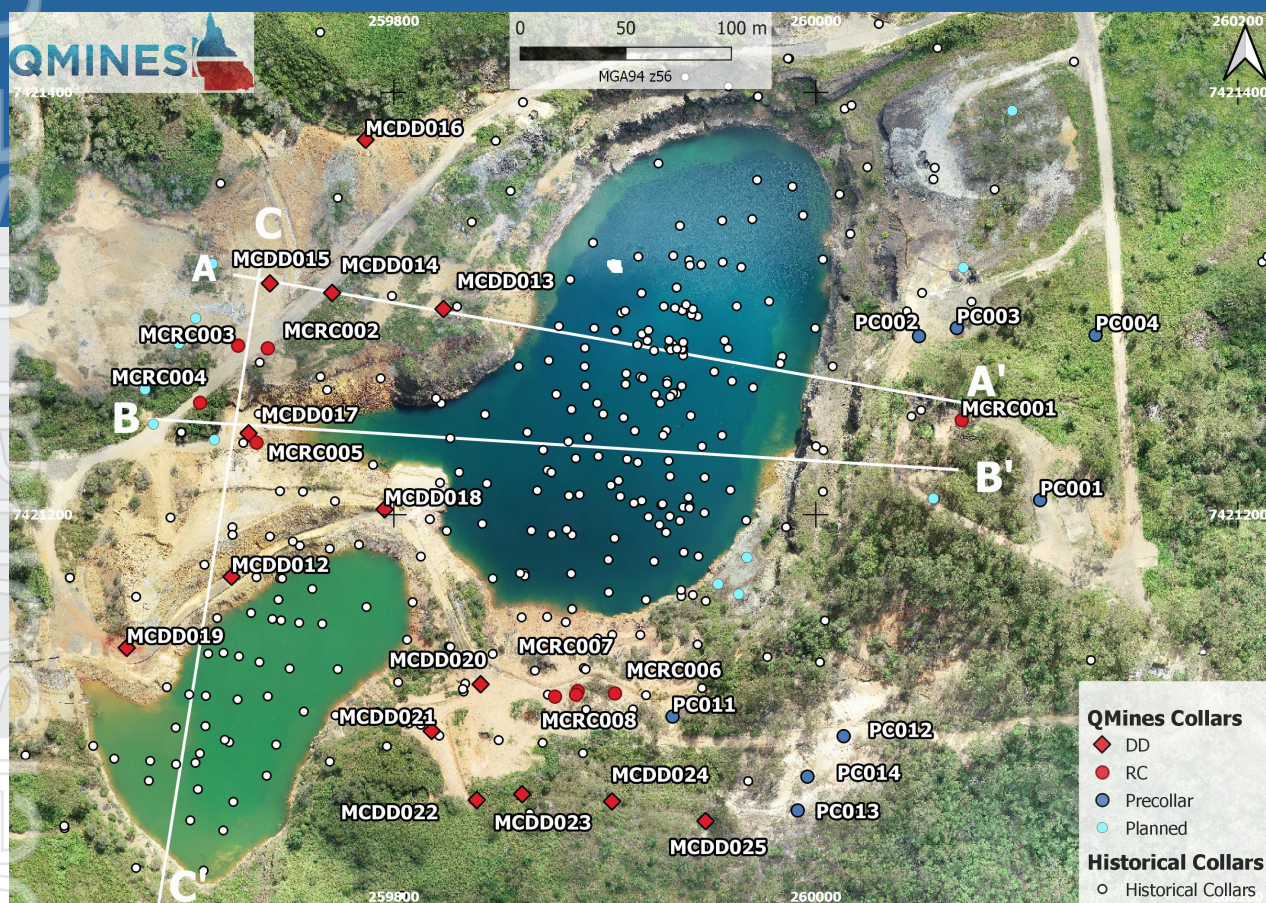 259800
0 50 100 m
260000
260200
QMINES
MGA94 z56
7421400
7421400
MCDD016
C
MCDD015
MCDD014
A
MCDD013
MCRC003
MCRC002
PC002
PC003
PC004
MCRC004
A'
MCRC001
B
MCDD017
MCRC005
B'
PC001
MCDD018
7421200
7421200
MCDD012
MCDD019
MCRC007
MCDD020
MCRC006
PC011
MCDD021
MCRC008
PC012
PC014
MCDD024
MCDD022
MCDD023
PC013
MCDD025
QMines Collars
DD
RC
Precollar
Planned
Historical Collars
Historical Collars
C'
259800
260000